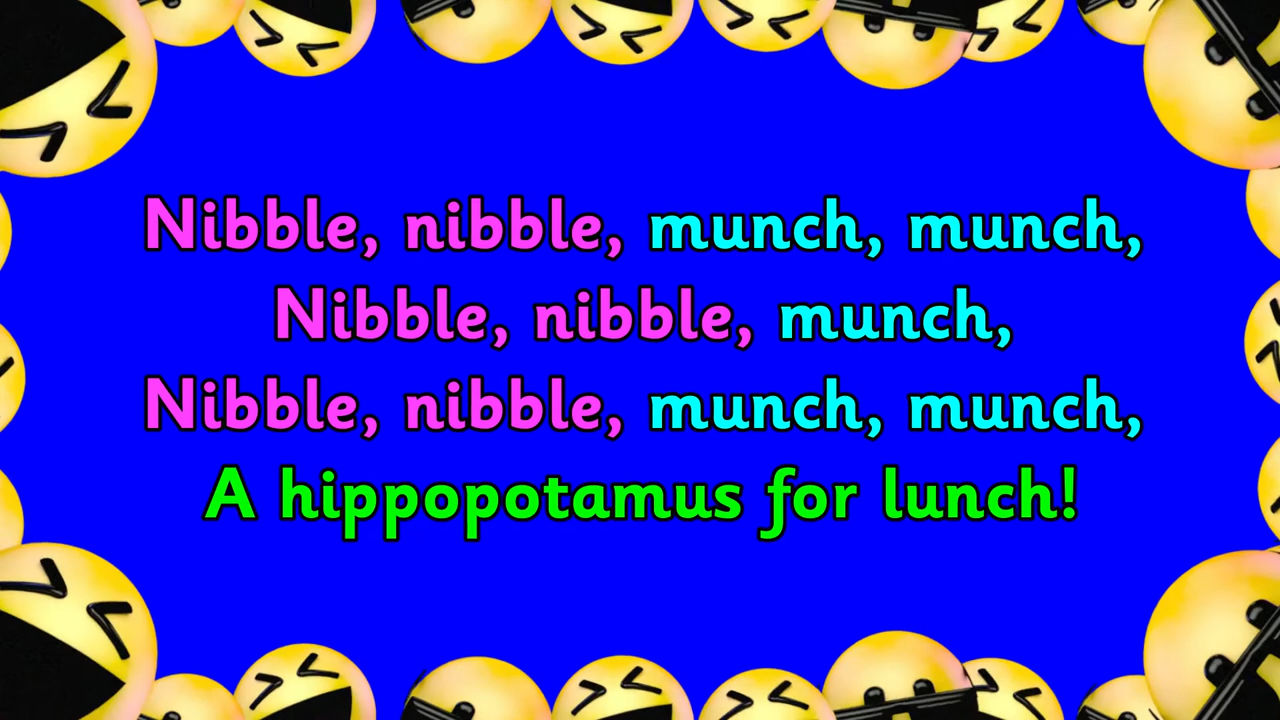 Nibble, nibble, munch, munch,
Nibble, nibble, munch,
Nibble, nibble, munch, munch,
A hippopotamus for lunch!